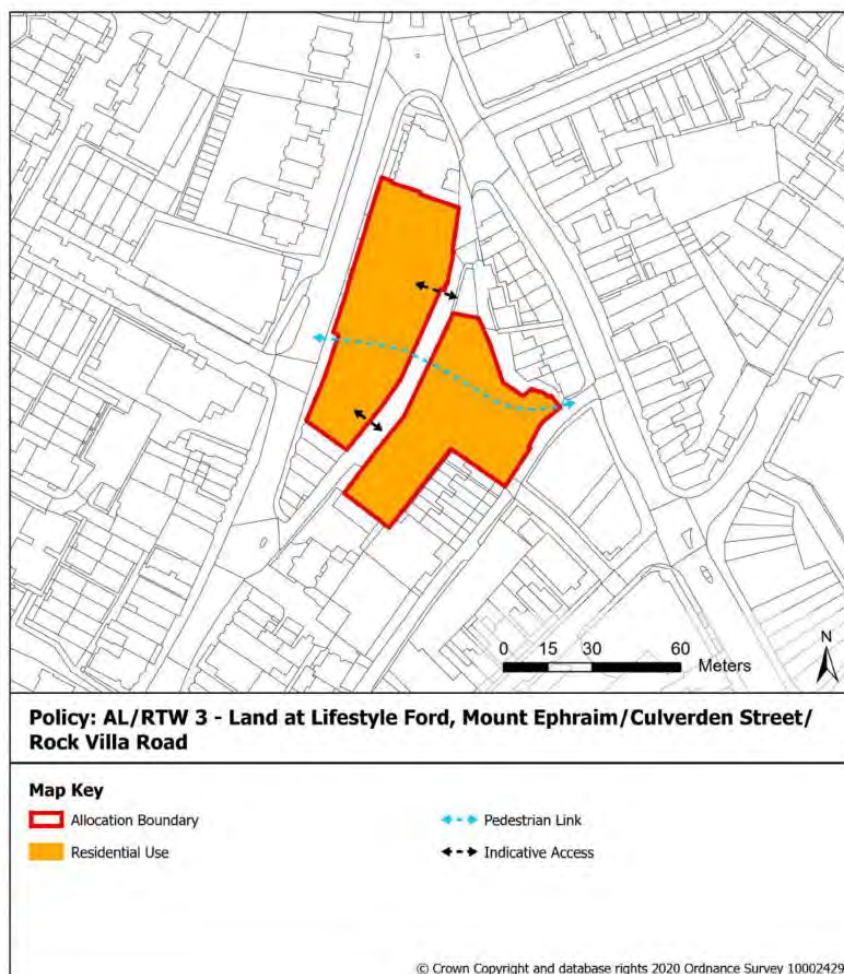 N
0 15 30 60
Meters
Policy: AL/RTW 3 - Land at Lifestyle Ford, Mount Ephraim/Culverden Street/
Rock Villa Road
Map Key
Allocation Boundary
Pedestrian Link
Residential Use
Indicative Access
© Crown Copyright and database rights 2020 Ordnance Survey 10002429